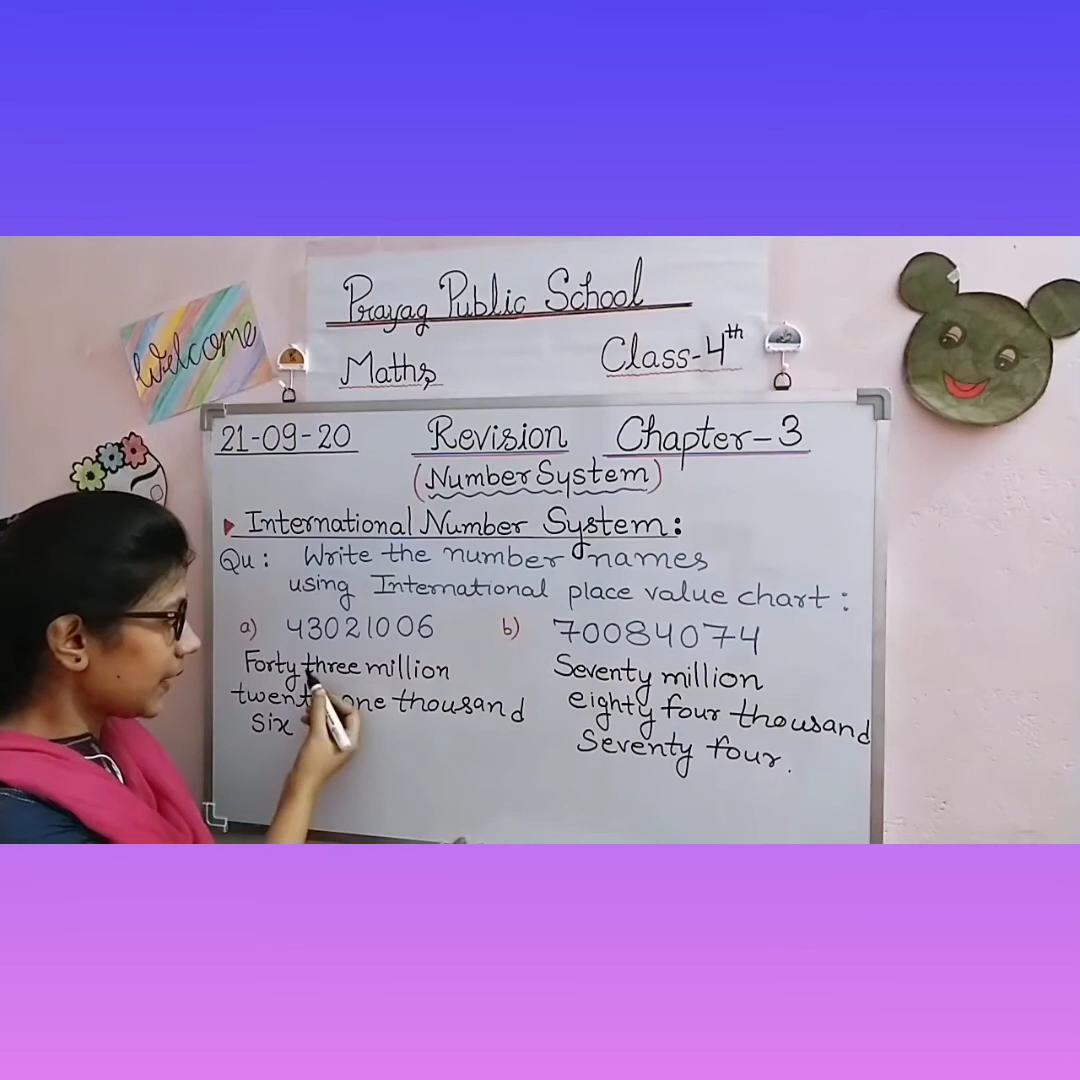 Prayag Public School
Welcome
Maths
Class-4th
21-09-20 Revision Chapter-3
(Number System)
International Number System:
Qu: Write the number names
using International place value chart:
a) 43021006 b) 70084074
Forty three million
twenty one thousand
six
Seventy million
eighty four thousand
Seventy four.